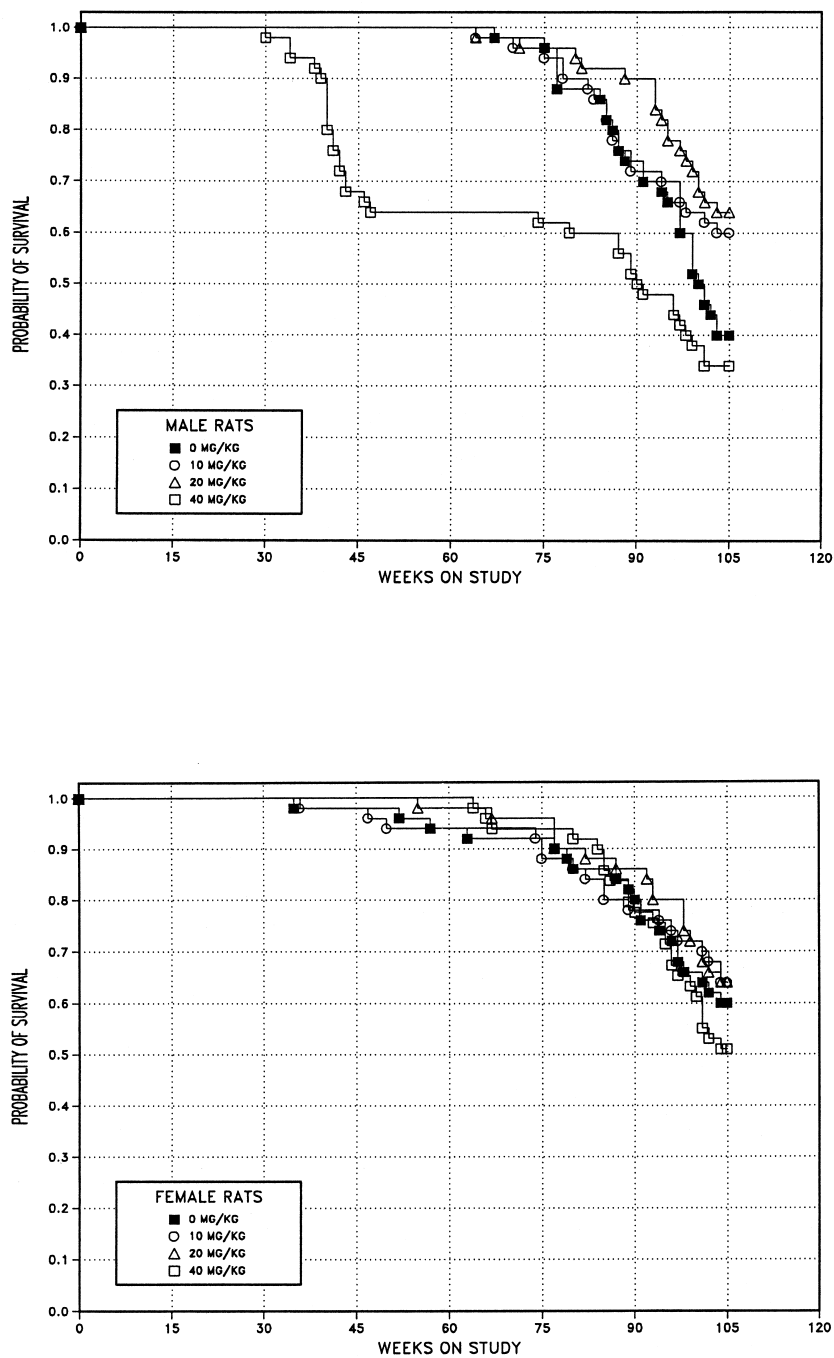 1.0
0.9
0.8
0.7
0.6
0.5
0.4
0.3
0.2
0.1
0.0
PROBABILITY OF SURVIVAL
MALE RATS
0 MG/KG
10 MG/KG
20 MG/KG
40 MG/KG
0 15 30 45 60 75 90 105 120
WEEKS ON STUDY
1.0
0.9
0.8
0.7
0.6
0.5
0.4
0.3
0.2
0.1
0.0
PROBABILITY OF SURVIVAL
FEMALE RATS
0 MG/KG
10 MG/KG
20 MG/KG
40 MG/KG
0 15 30 45 60 75 90 105 120
WEEKS ON STUDY